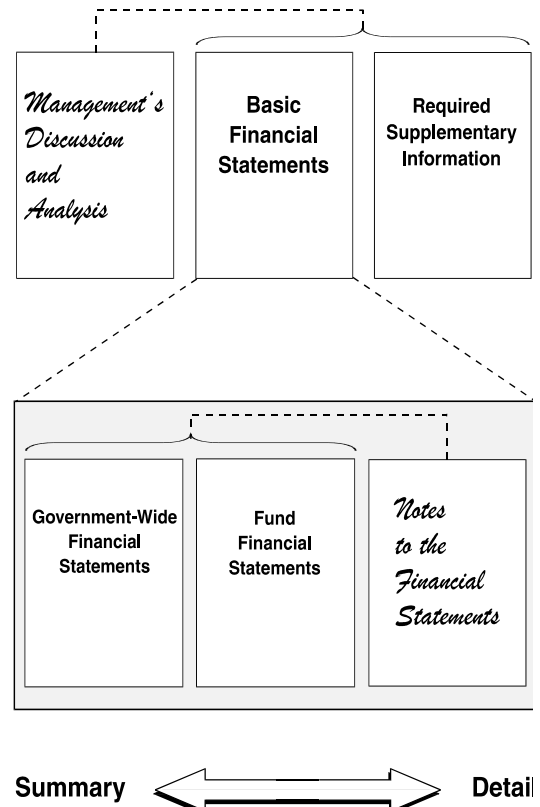 Management's
Discussion
and
Analysis
Basic
Financial
Statements
Required
Supplementary
Information
Government-Wide
Financial
Statements
Fund
Financial
Statements
Notes
to the
Financial
Statements
Summary
Detail